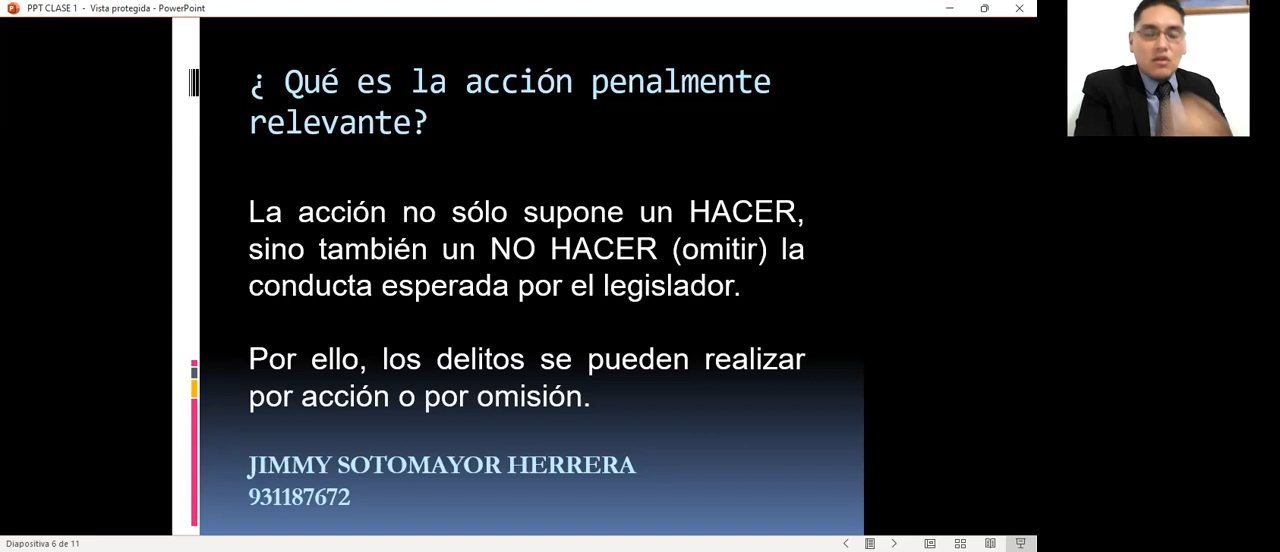 PPT CLASE 1 - Vista protegida - PowerPoint
¿ Qué es la acción penalmente
relevante?
La acción no sólo supone un HACER,
sino también un NO HACER (omitir) la
conducta esperada por el legislador.
Por ello, los delitos se pueden realizar
por acción o por omisión.
JIMMY SOTOMAYOR HERRERA
931187672
Diapositiva 6 de 11